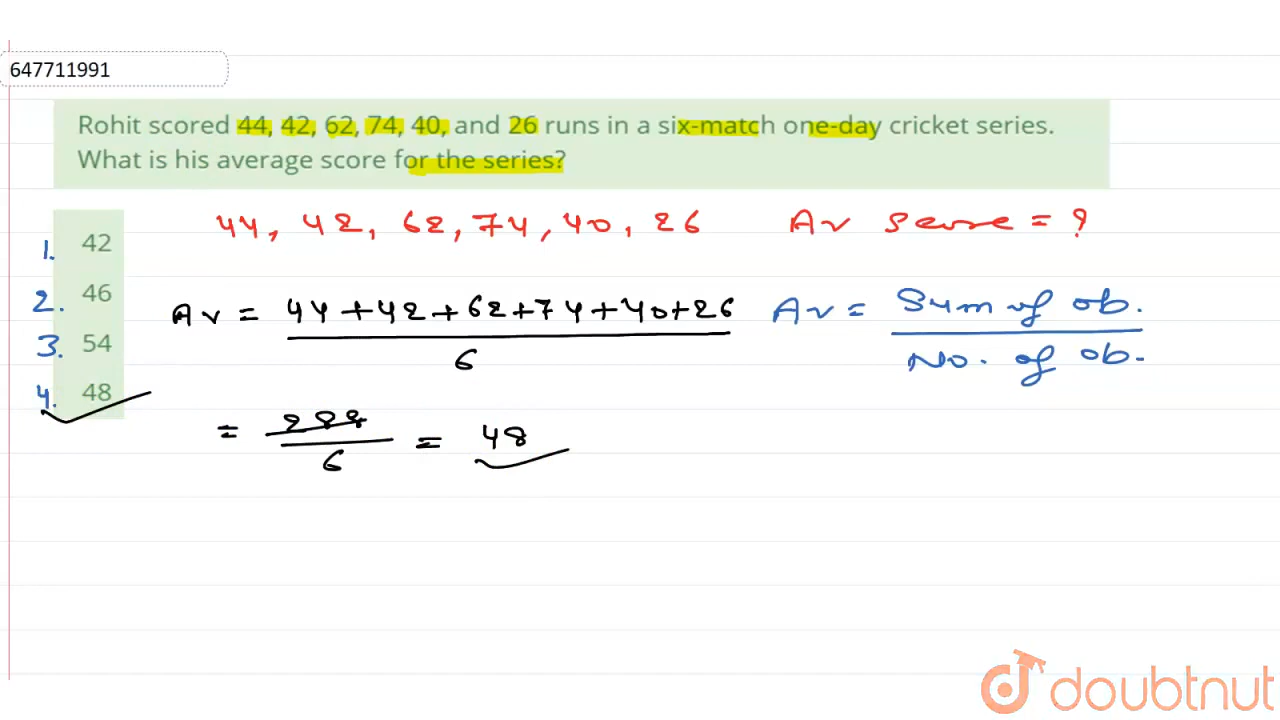 647711991
Rohit scored 44, 42, 62, 74, 40, and 26 runs in a six-match one-day cricket series.
What is his average score for the series?
44, 42, 62, 74, 40, 26 Av Score = ?
1. 42
2. 46
3. 54
4. 48
Av = 44+42+62+74+40+26
6
Av = Sum of ob.
No. of ob.
= 288
6
= 48
doubtnut